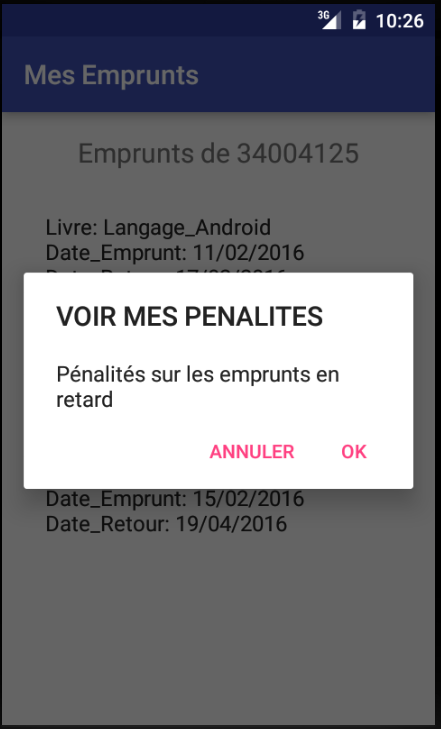 3G 10:26
Mes Emprunts
Emprunts de 34004125
Livre: Langage_Android
Date_Emprunt: 11/02/2016
VOIR MES PENALITES
Pénalités sur les emprunts en
retard
ANNULER OK
Date_Emprunt: 15/02/2016
Date_Retour: 19/04/2016